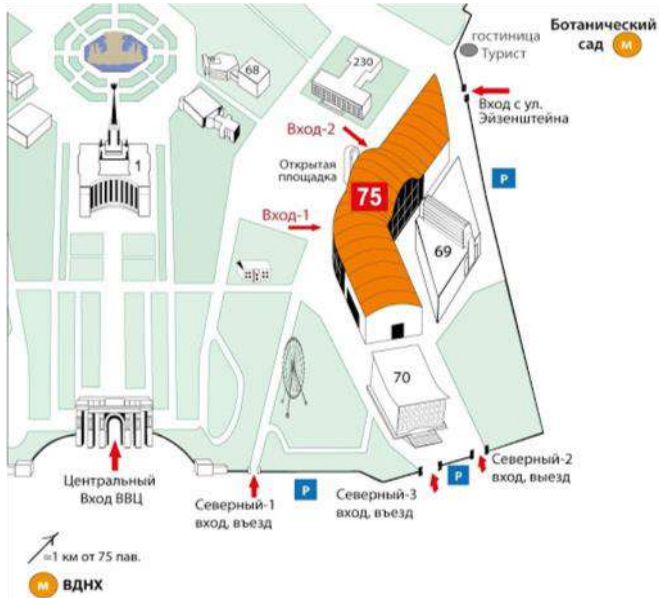 гостиница
Турист
Ботанический
сад М
Вход с ул.
Эйзенштейна
68
230
Вход-2
Открытая
площадка
75
P
1
Вход-1
69
70
Центральный
Вход ВВЦ
Северный-1
вход, въезд
P
Северный-3
вход, въезд
P
Северный-2
вход, выезд
≈1 км от 75 пав.
М ВДНХ